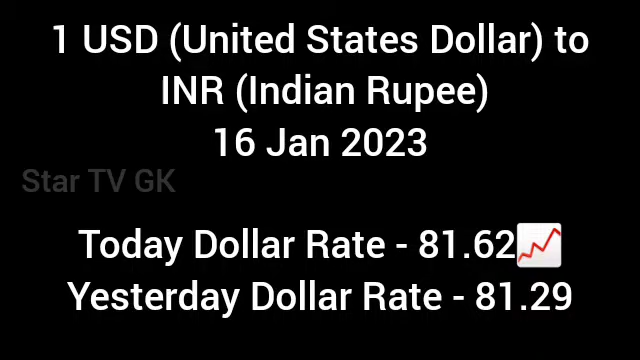 1 USD (United States Dollar) to
INR (Indian Rupee)
16 Jan 2023
Star TV GK
Today Dollar Rate - 81.62📈
Yesterday Dollar Rate - 81.29